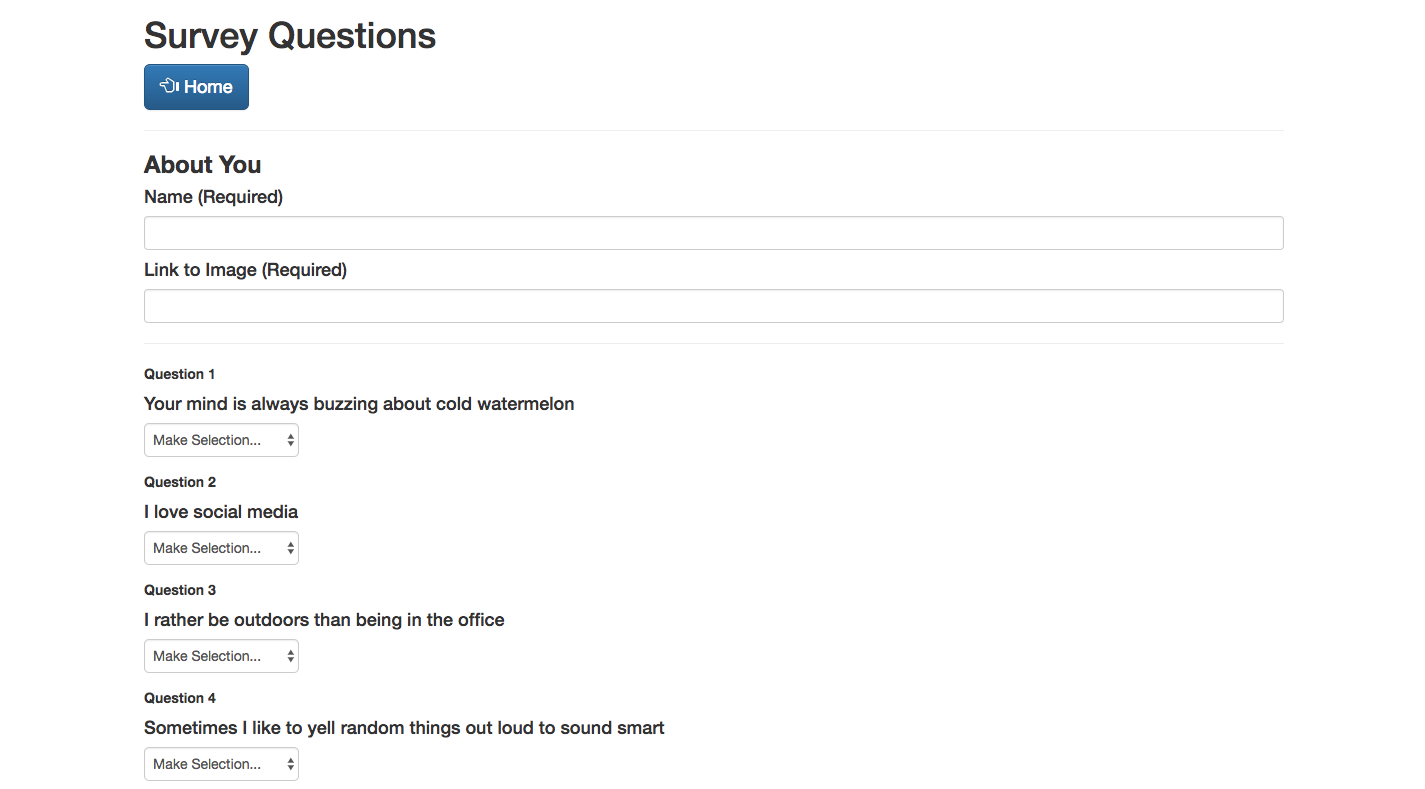 Survey Questions
Home
About You
Name (Required)
Link to Image (Required)
Question 1
Your mind is always buzzing about cold watermelon
Make Selection...
Question 2
I love social media
Make Selection...
Question 3
I rather be outdoors than being in the office
Make Selection...
Question 4
Sometimes I like to yell random things out loud to sound smart
Make Selection...